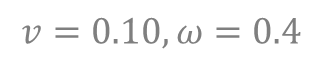 𝑣 = 0.10, 𝜔 = 0.4